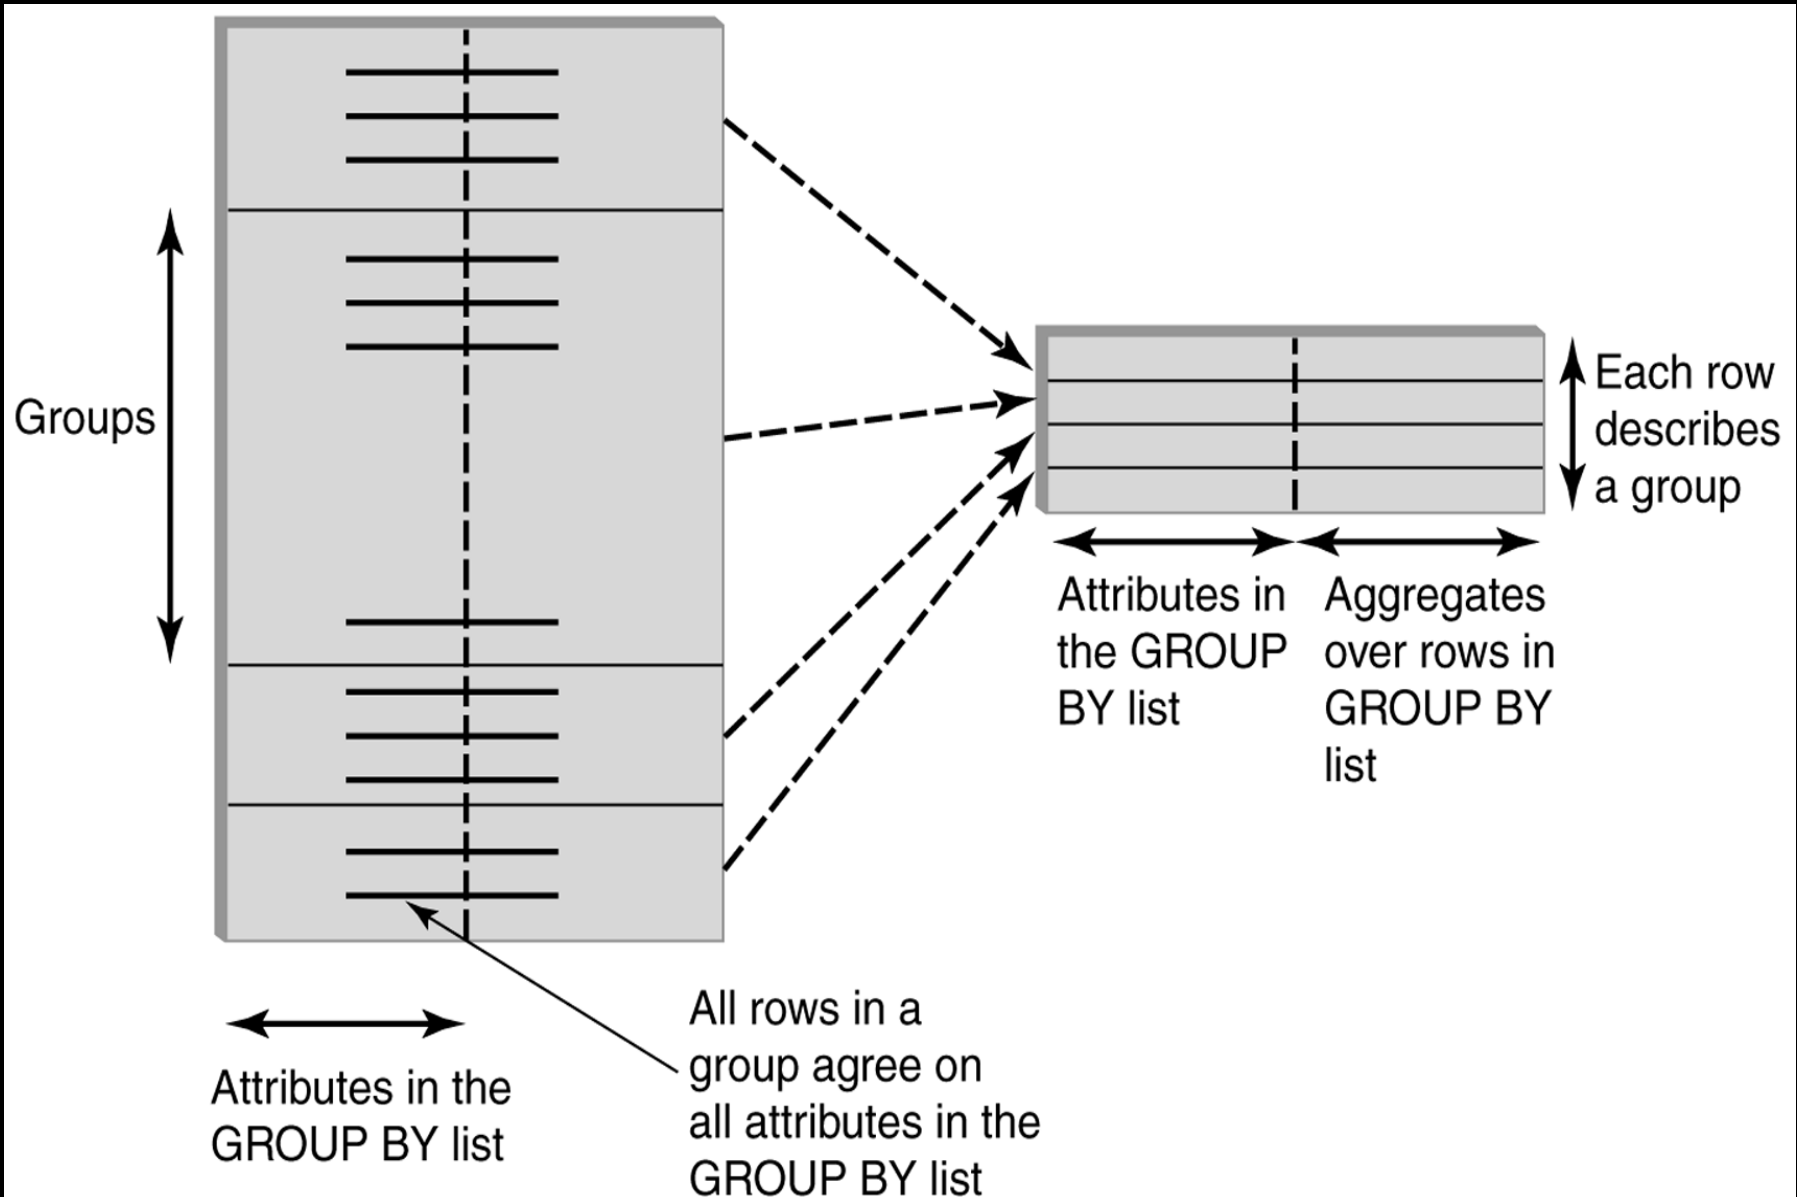 Groups
Each row
describes
a group
Attributes in
the GROUP
BY list
Aggregates
over rows in
GROUP BY
list
Attributes in the
GROUP BY list
All rows in a
group agree on
all attributes in the
GROUP BY list